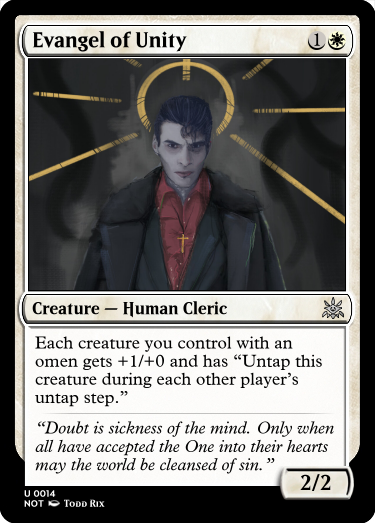 Evangel of Unity 1
Creature — Human Cleric
Each creature you control with an
omen gets +1/+0 and has “Untap this
creature during each other player’s
untap step.”
“Doubt is sickness of the mind. Only when
all have accepted the One into their hearts
may the world be cleansed of sin.”
2/2
U 0014
NOT Todd Rix